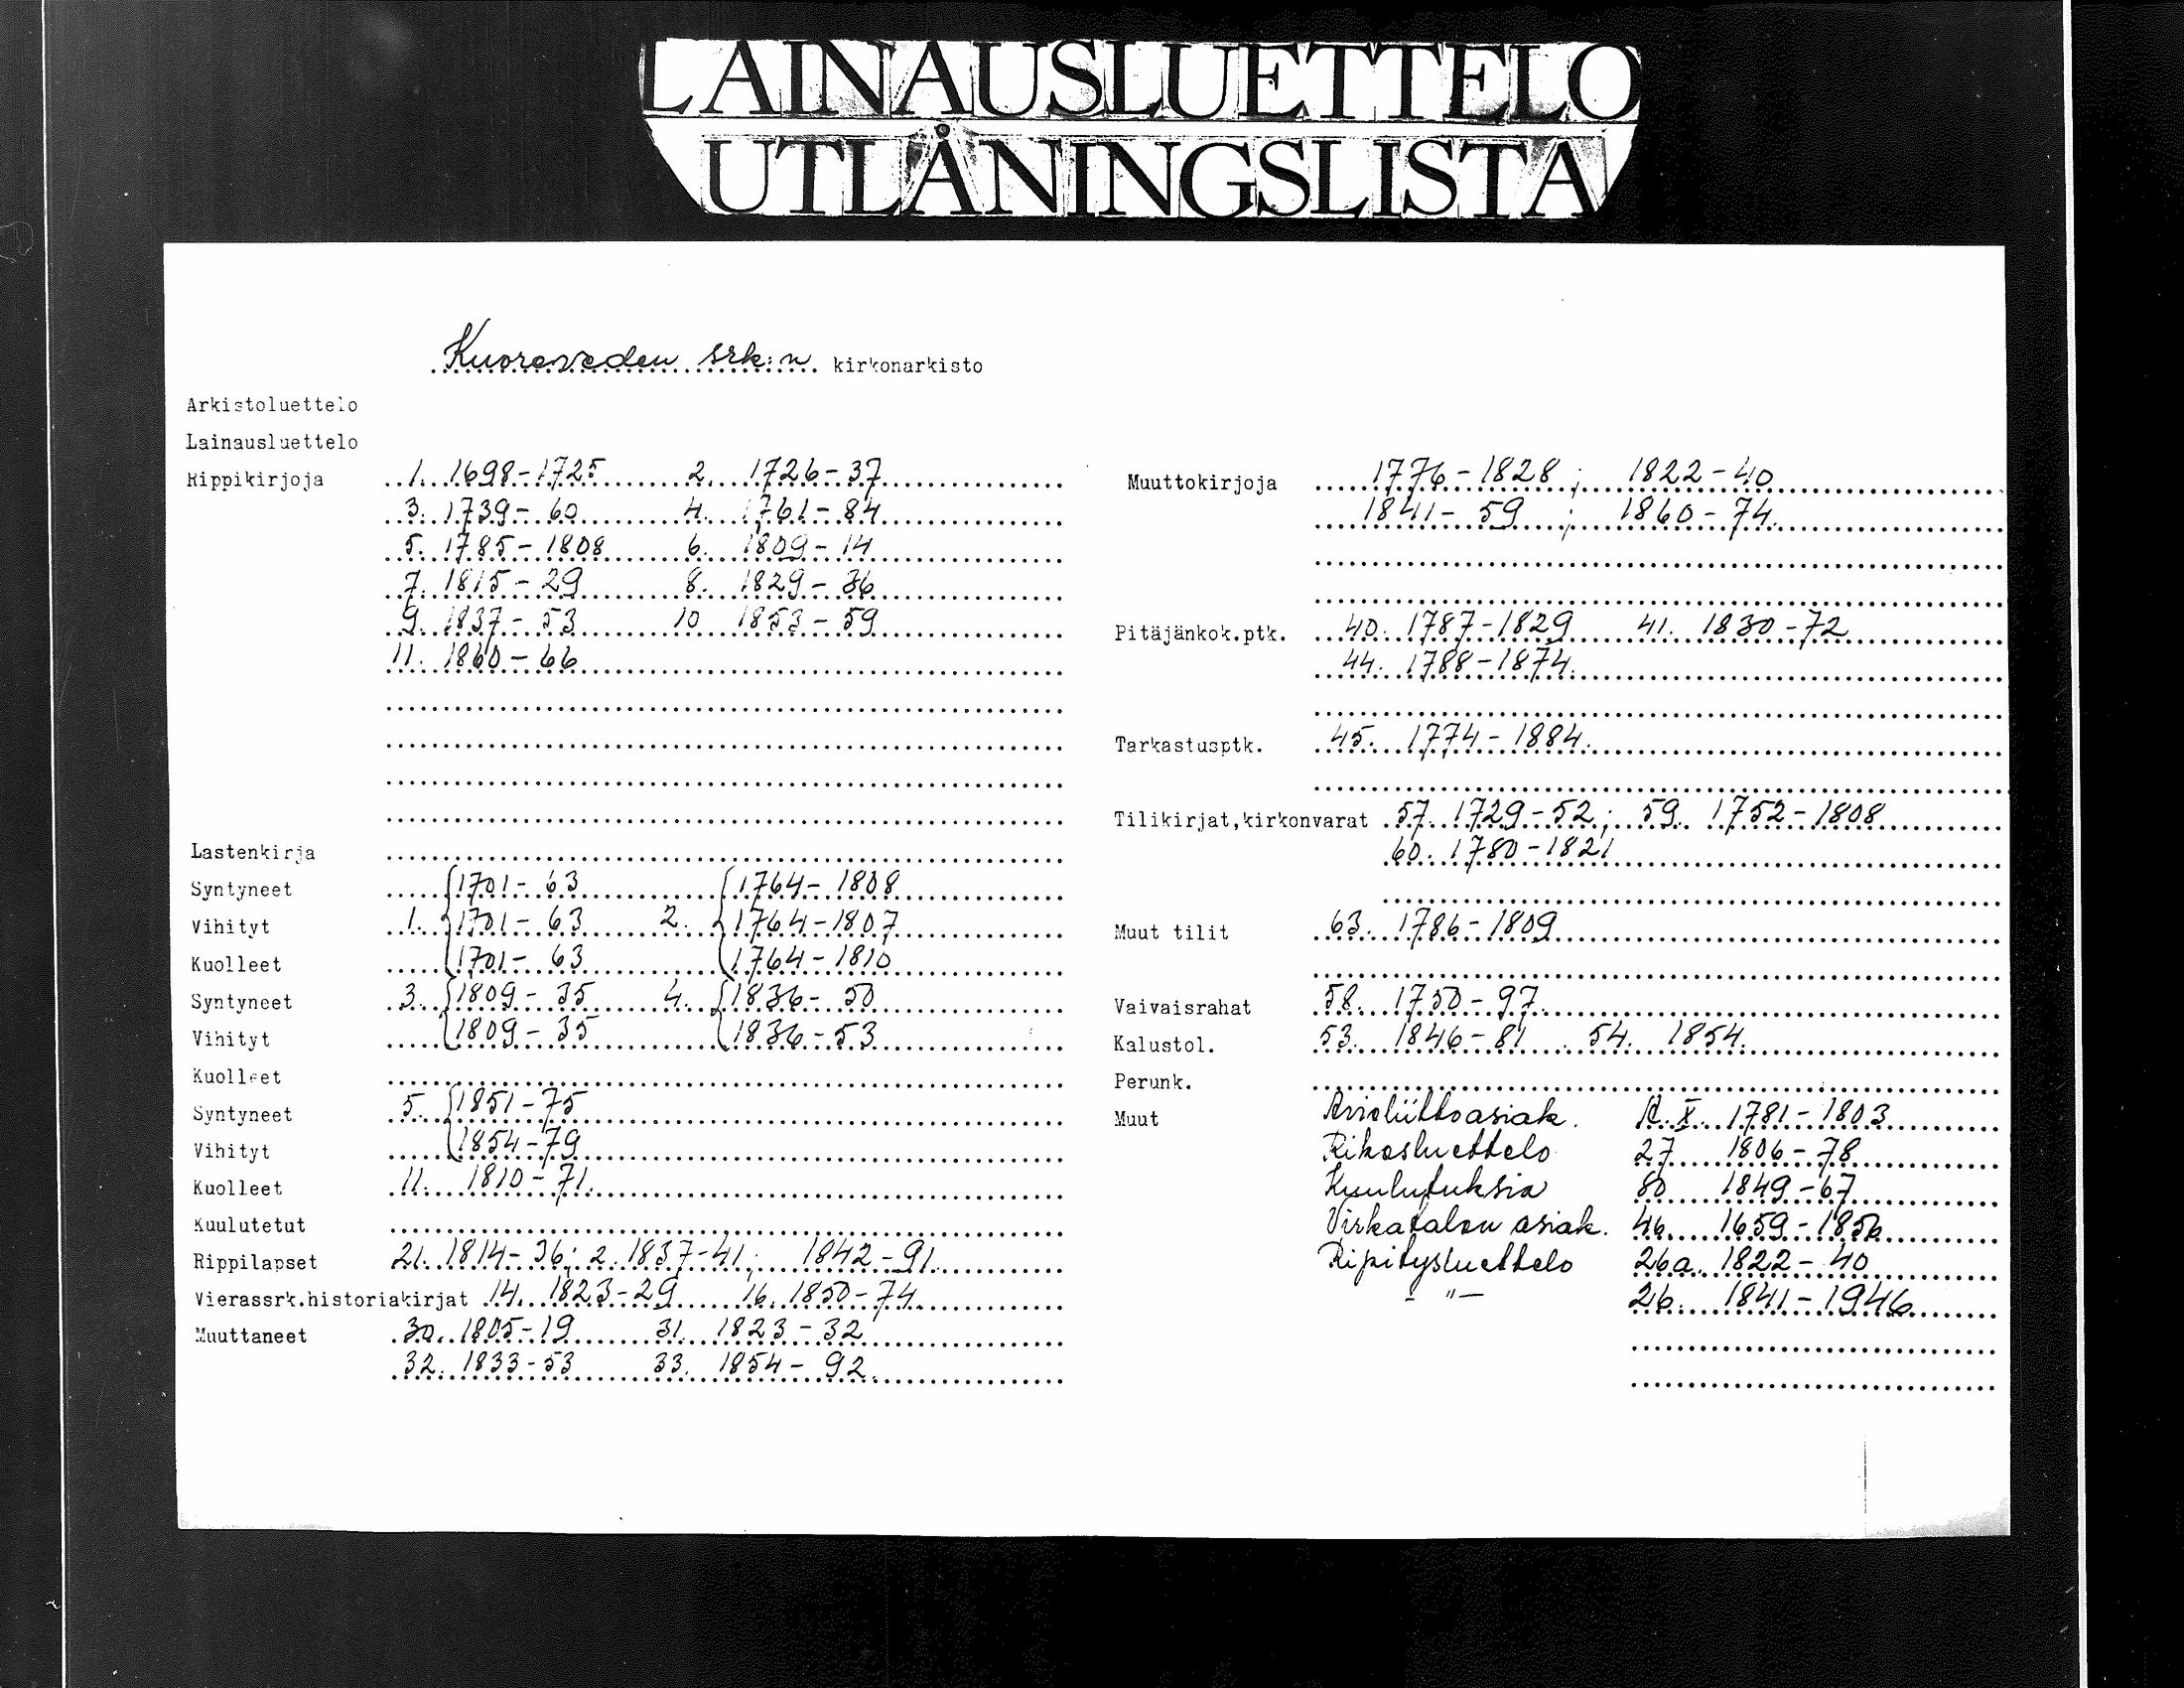 LAINAUSLUETTELO
UTLÅNINGSLISTA
Kuoreveden srk:n kirkonarkisto
Arkistoluettelo
Lainausluettelo
Rippikirjoja 1. 1698-1725 2. 1726-37
3. 1739-60 4. 1761-84
5. 1785-1808 6. 1809-14
7. 1815-29 8. 1829-36
9. 1837-53 10 1853-59
11. 1860-66
Lastenkirja
Syntyneet 1701-63 1764-1808
Vihityt 1. 1701-63 2. 1764-1807
Kuolleet 1701-63 1764-1810
Syntyneet 3. 1809-35 4. 1836-50
Vihityt 1809-35 1836-53
Kuolleet
Syntyneet 5. 1851-75
Vihityt 1854-79
Kuolleet 11. 1810-71.
Kuulutetut
Rippilapset 21. 1814-36; 2. 1837-41; 1842-91.
Vierassrk.historiakirjat 14. 1823-29 16. 1850-74
Muuttaneet 30. 1805-19 31. 1823-32
32. 1833-53 33. 1854-92.
Muuttokirjoja 1776-1828; 1822-40
1841-59; 1860-74.
Pitäjänkok.ptk. 40. 1787-1829 41. 1830-72
44. 1788-1874.
Tarkastusptk. 45. 1774-1884.
Tilikirjat,kirkonvarat 57. 1729-52; 59. 1752-1808
60. 1780-1821
Muut tilit 63. 1786-1809
Vaivaisrahat 58. 1750-97.
Kalustol. 53. 1846-81 54. 1854.
Perunk.
Muut Avioliittoasiak. A. X. 1781-1803
Rikosluettelo 27 1806-78
Kuulutuksia 80 1849-67
Virkatalon asiak. 46. 1659-1856
Ripitysluettelo 26a. 1822-40
- " - 26. 1841-1946